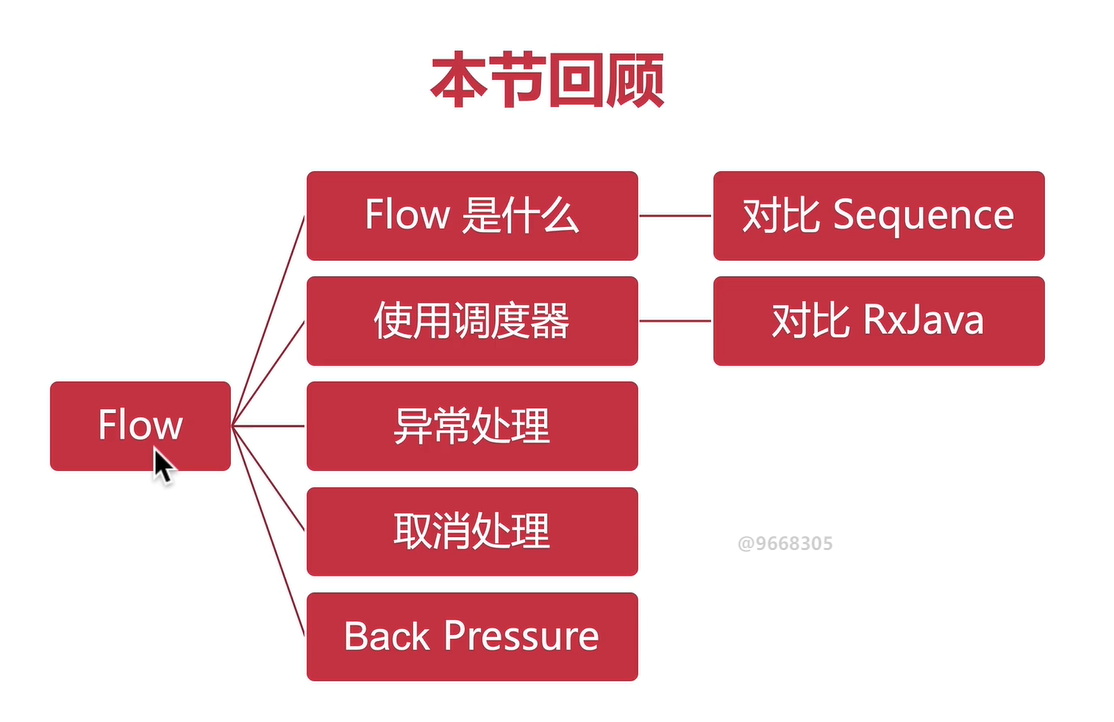 本节回顾
Flow 是什么
对比 Sequence
使用调度器
对比 RxJava
Flow
异常处理
取消处理
@9668305
Back Pressure